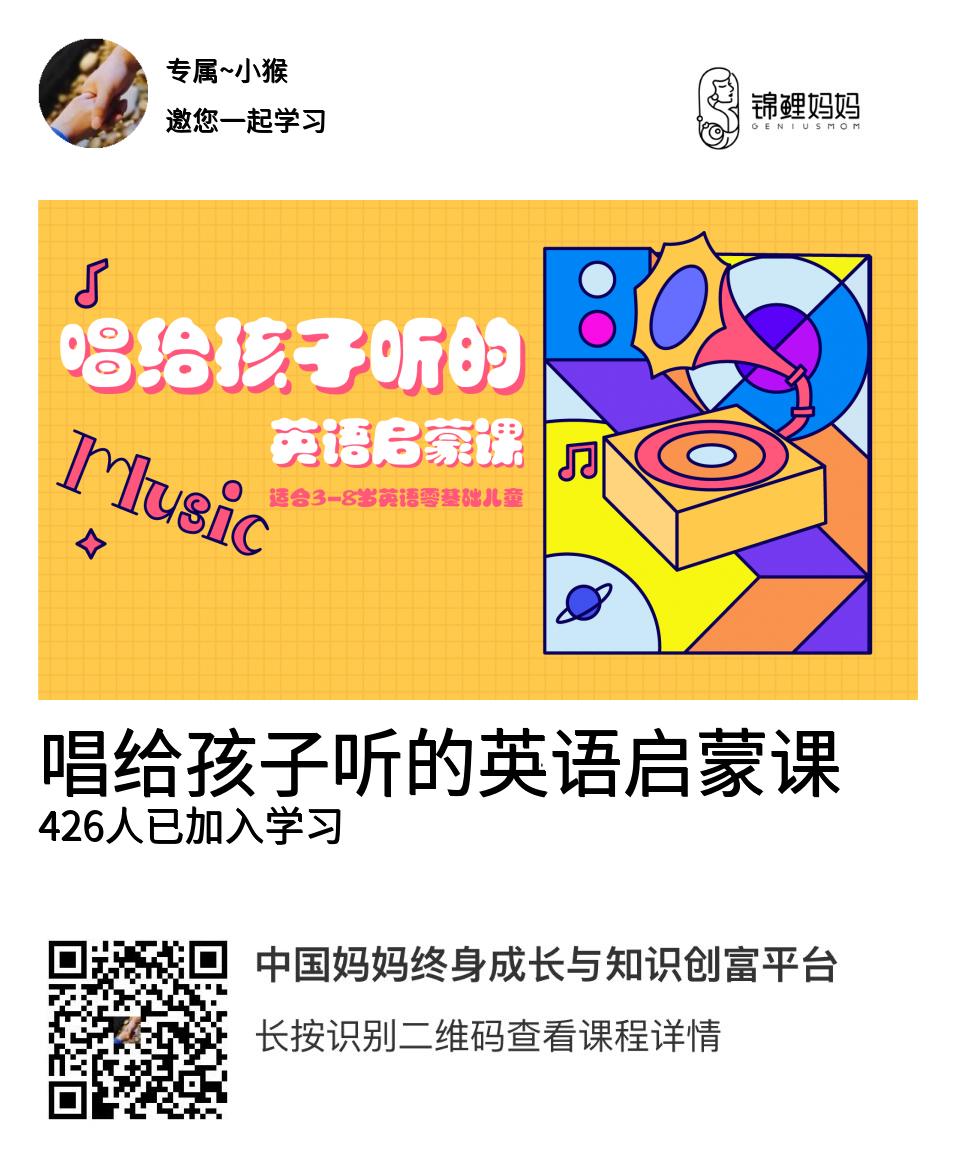 专属~小猴
邀您一起学习
锦鲤妈妈
GENIUSMOM
唱给孩子听的
英语启蒙课
适合3-8岁英语零基础儿童
Music
唱给孩子听的英语启蒙课
426人已加入学习
中国妈妈终身成长与知识创富平台
长按识别二维码查看课程详情